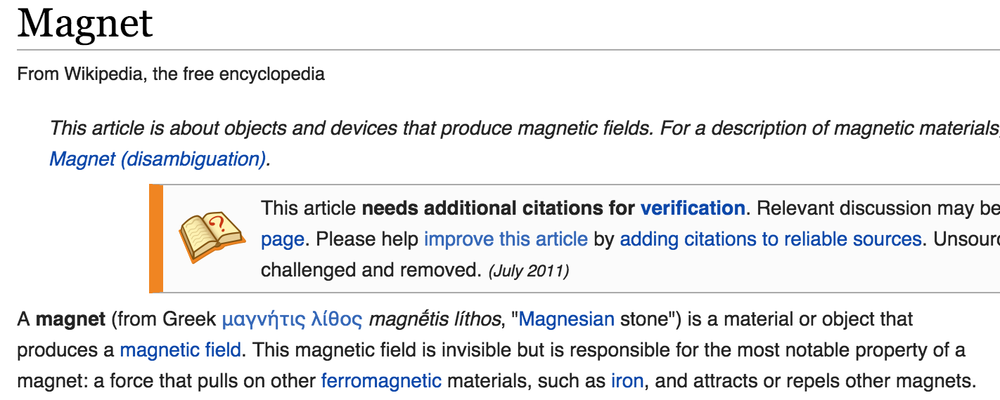 Magnet
From Wikipedia, the free encyclopedia
This article is about objects and devices that produce magnetic fields. For a description of magnetic materials,
Magnet (disambiguation).
?
This article needs additional citations for verification. Relevant discussion may be
page. Please help improve this article by adding citations to reliable sources. Unsourc
challenged and removed. (July 2011)
A magnet (from Greek μαγνήτις λίθος magnḗtis líthos, "Magnesian stone") is a material or object that
produces a magnetic field. This magnetic field is invisible but is responsible for the most notable property of a
magnet: a force that pulls on other ferromagnetic materials, such as iron, and attracts or repels other magnets.